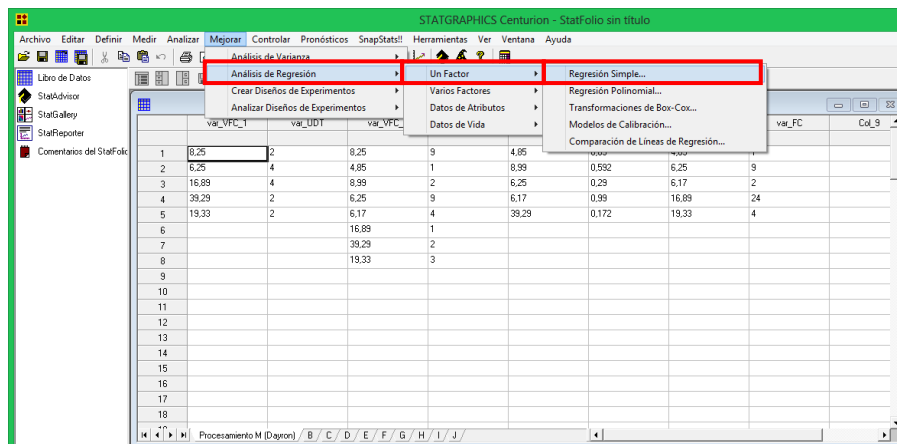 STATGRAPHICS Centurion - StatFolio sin título
Archivo Editar Definir Medir Analizar Mejorar Controlar Pronósticos SnapStats!! Herramientas Ver Ventana Ayuda
Análisis de Varianza
Análisis de Regresión
Crear Diseños de Experimentos
Analizar Diseños de Experimentos
Un Factor
Varios Factores
Datos de Atributos
Datos de Vida
Regresión Simple...
Regresión Polinomial...
Transformaciones de Box-Cox...
Modelos de Calibración...
Comparación de Líneas de Regresión...
Libro de Datos
StatAdvisor
StatGallery
StatReporter
Comentarios del StatFolio
var_VFC_1 var_UDT var_VFC_ var_FC Col_9
1 8,25 2 8,25 9 4,85
2 6,25 4 4,85 1 8,99 0,592 6,25 9
3 16,89 4 8,99 2 6,25 0,29 6,17 2
4 39,29 2 6,25 9 6,17 0,99 16,89 24
5 19,33 2 6,17 4 39,29 0,172 19,33 4
6 16,89 1
7 39,29 2
8 19,33 3
9
10
11
12
13
14
15
16
17
18
Procesamiento M (Dayron) B C D E F G H I J